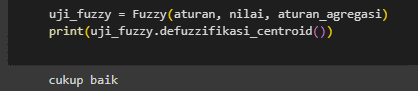 uji_fuzzy = Fuzzy(aturan, nilai, aturan_agregasi)
print(uji_fuzzy.defuzzifikasi_centroid())
cukup baik